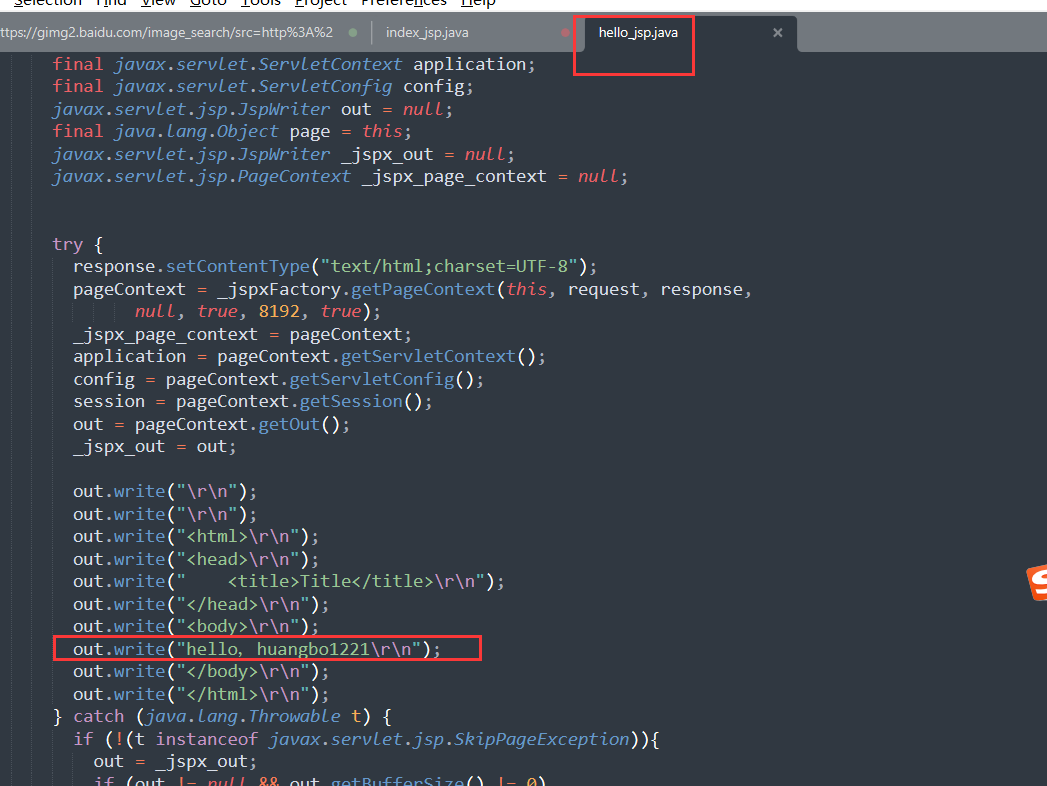 Selection Find View Goto Tools Project Preferences Help
ttps://gimg2.baidu.com/image_search/src=http%3A%2 index_jsp.java hello_jsp.java ×
final javax.servlet.ServletContext application;
final javax.servlet.ServletConfig config;
javax.servlet.jsp.JspWriter out = null;
final java.lang.Object page = this;
javax.servlet.jsp.JspWriter _jspx_out = null;
javax.servlet.jsp.PageContext _jspx_page_context = null;
try {
response.setContentType("text/html;charset=UTF-8");
pageContext = _jspxFactory.getPageContext(this, request, response,
null, true, 8192, true);
_jspx_page_context = pageContext;
application = pageContext.getServletContext();
config = pageContext.getServletConfig();
session = pageContext.getSession();
out = pageContext.getOut();
_jspx_out = out;
out.write("\r\n");
out.write("\r\n");
out.write("<html>\r\n");
out.write("<head>\r\n");
out.write("    <title>Title</title>\r\n");
out.write("</head>\r\n");
out.write("<body>\r\n");
out.write("hello，huangbo1221\r\n");
out.write("</body>\r\n");
out.write("</html>\r\n");
} catch (java.lang.Throwable t) {
if (!(t instanceof javax.servlet.jsp.SkipPageException)){
out = _jspx_out;
if (out != null && out.getBufferSize() != 0)